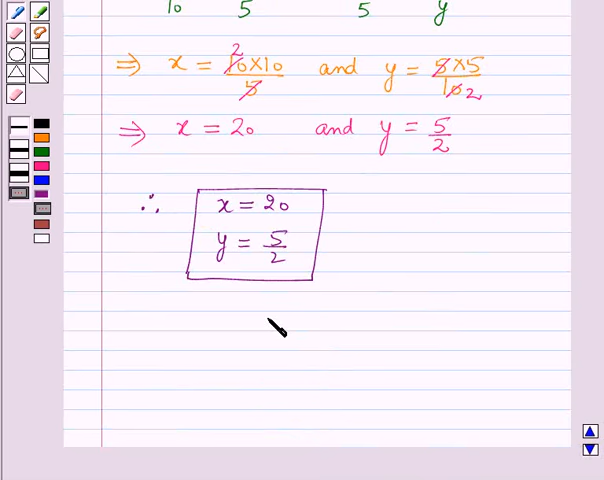 10 5 5 y
⇒ x = 10×10/5 2 and y = 5×5/10 2
⇒ x = 20 and y = 5/2
∴ x = 20
y = 5/2